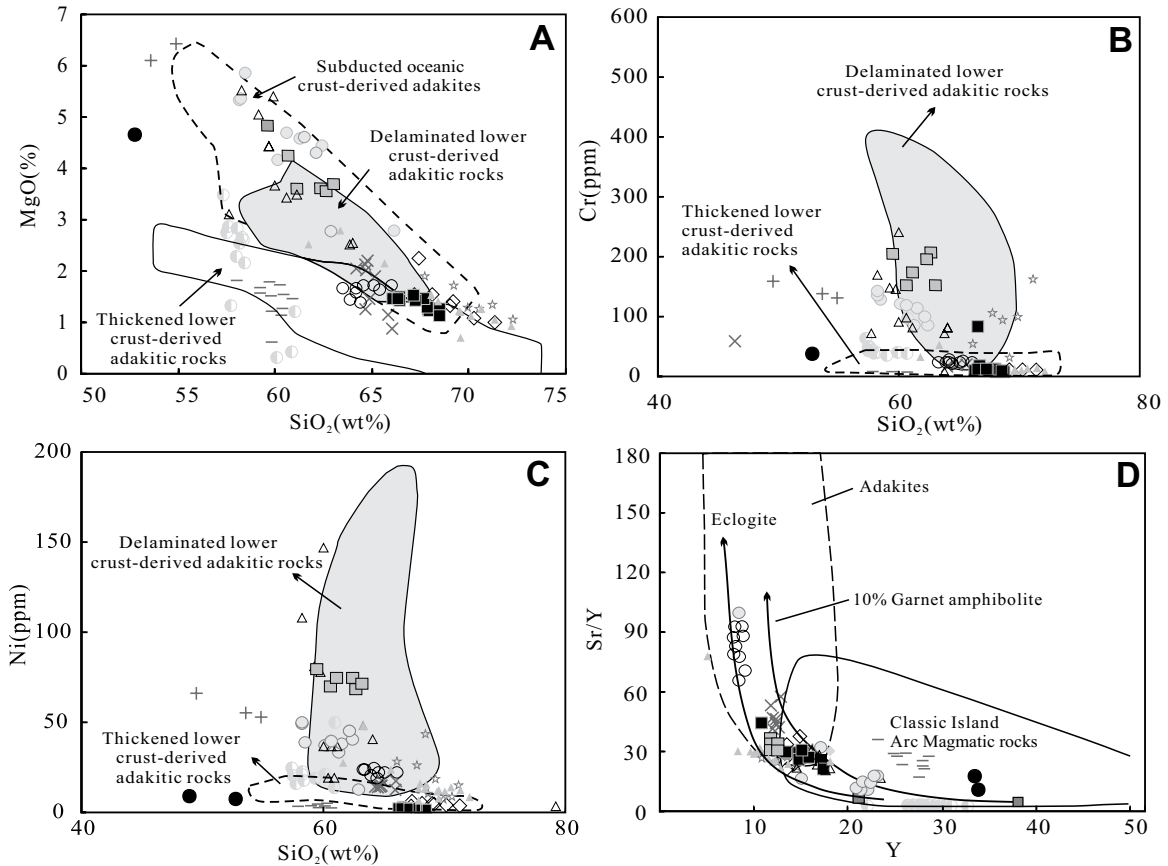 A
7
6
5
4
3
2
1
0
MgO(%)
Subducted oceanic
crust-derived adakites
Delaminated lower
crust-derived
adakitic rocks
Thickened lower
crust-derived
adakitic rocks
50
55
60
65
70
75
SiO₂(wt%)
B
600
500
400
300
200
100
0
Cr(ppm)
Delaminated lower
crust-derived adakitic rocks
Thickened lower
crust-derived
adakitic rocks
40
60
80
SiO₂(wt%)
C
200
150
100
50
0
Ni(ppm)
Delaminated lower
crust-derived adakitic rocks
Thickened lower
crust-derived
adakitic rocks
40
60
80
SiO₂(wt%)
D
180
150
120
90
60
30
0
Sr/Y
Adakites
Eclogite
10% Garnet amphibolite
Classic Island
Arc Magmatic rocks
10
20
30
40
50
Y